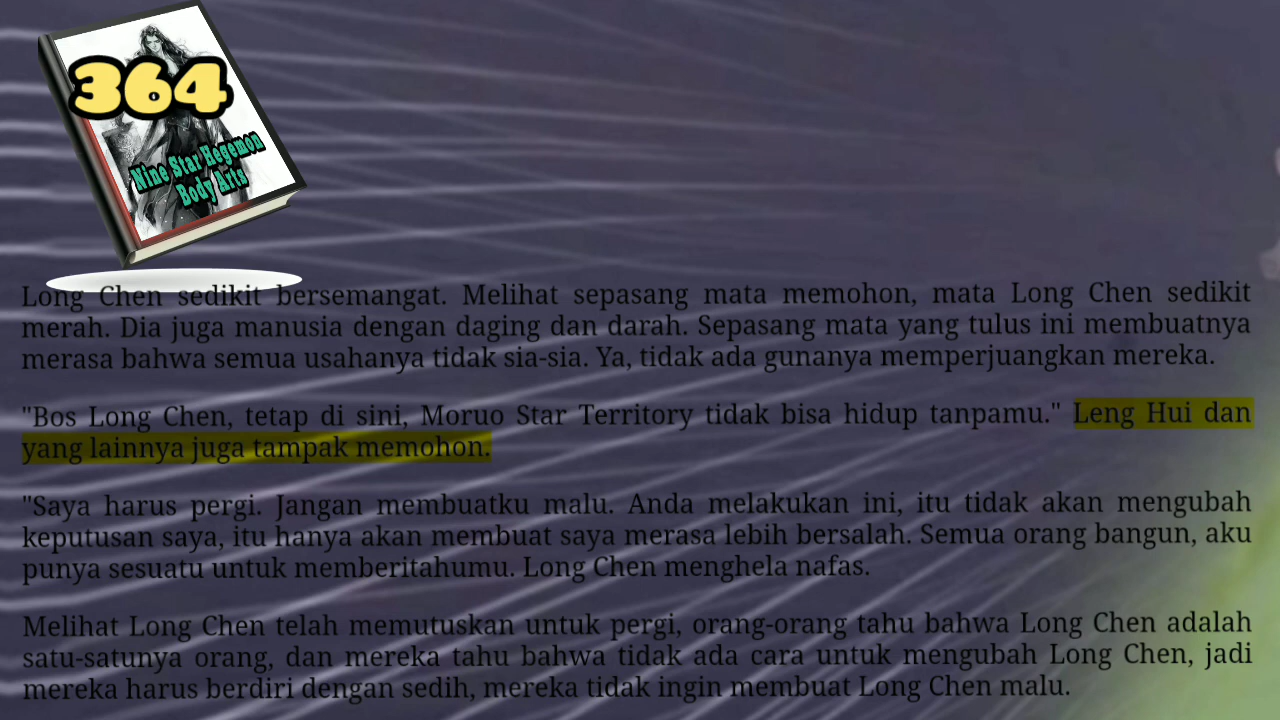 364
Nine Star Hegemon
Body Arts
Long Chen sedikit bersemangat. Melihat sepasang mata memohon, mata Long Chen sedikit
merah. Dia juga manusia dengan daging dan darah. Sepasang mata yang tulus ini membuatnya
merasa bahwa semua usahanya tidak sia-sia. Ya, tidak ada gunanya memperjuangkan mereka.
"Bos Long Chen, tetap di sini, Moruo Star Territory tidak bisa hidup tanpamu." Leng Hui dan
yang lainnya juga tampak memohon.
"Saya harus pergi. Jangan membuatku malu. Anda melakukan ini, itu tidak akan mengubah
keputusan saya, itu hanya akan membuat saya merasa lebih bersalah. Semua orang bangun, aku
punya sesuatu untuk memberitahumu. Long Chen menghela nafas.
Melihat Long Chen telah memutuskan untuk pergi, orang-orang tahu bahwa Long Chen adalah
satu-satunya orang, dan mereka tahu bahwa tidak ada cara untuk mengubah Long Chen, jadi
mereka harus berdiri dengan sedih, mereka tidak ingin membuat Long Chen malu.